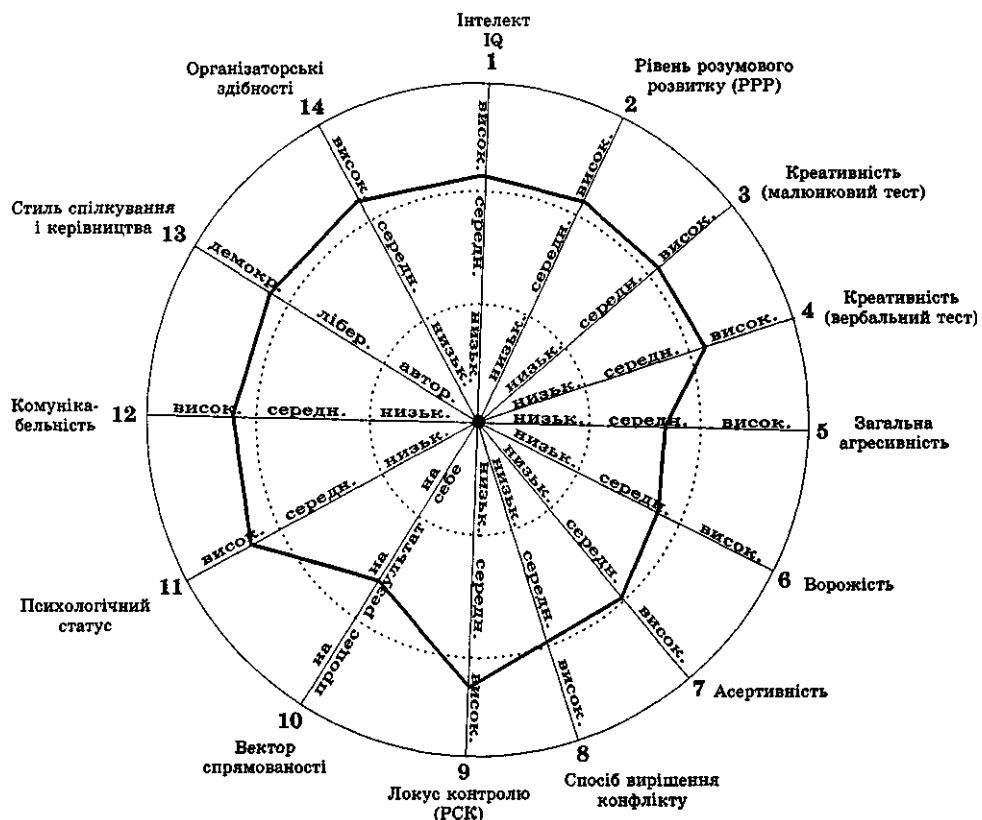 Інтелект
IQ
1
висок.
середн.
низьк.
Рівень розумового
розвитку (РРР)
2
висок.
середн.
низьк.
Креативність
(малюнковий тест)
3
висок.
середн.
низьк.
Креативність
(вербальний тест)
4
висок.
середн.
низьк.
Загальна
агресивність
5
висок.
середн.
низьк.
Ворожість
6
висок.
середн.
низьк
Асертивність
7
висок.
середн.
низьк.
Спосіб вирішення
конфлікту
8
висок.
середн.
низьк.
Локус контролю
(РСК)
9
висок.
середн.
низьк.
Вектор
спрямованості
10
на
процес
на
результат
на
себе
Психологічний
статус
11
висок.
середн.
низьк.
Комуніка-
бельність
12
висок.
середн.
низьк.
Стиль спілкування
і керівництва
13
демокр.
лібер.
автор.
Організаторські
здібності
14
висок.
середн.
низьк.